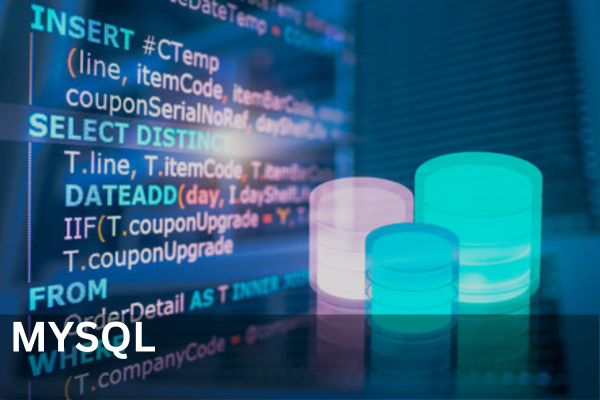 DateTemp =
INSERT #CTemp
(line, itemCode, itemBarCode,
couponSerialNoRef, dayShelfLife
SELECT DISTINCT
T.line, T.itemCode, T.itemBarCode
DATEADD(day, I.dayShelfLife
IIF(T.couponUpgrade = 'Y', T.
T.couponUpgrade
FROM
OrderDetail AS T INNER JOIN
MYSQL
WHERE
(T.companyCode = @company